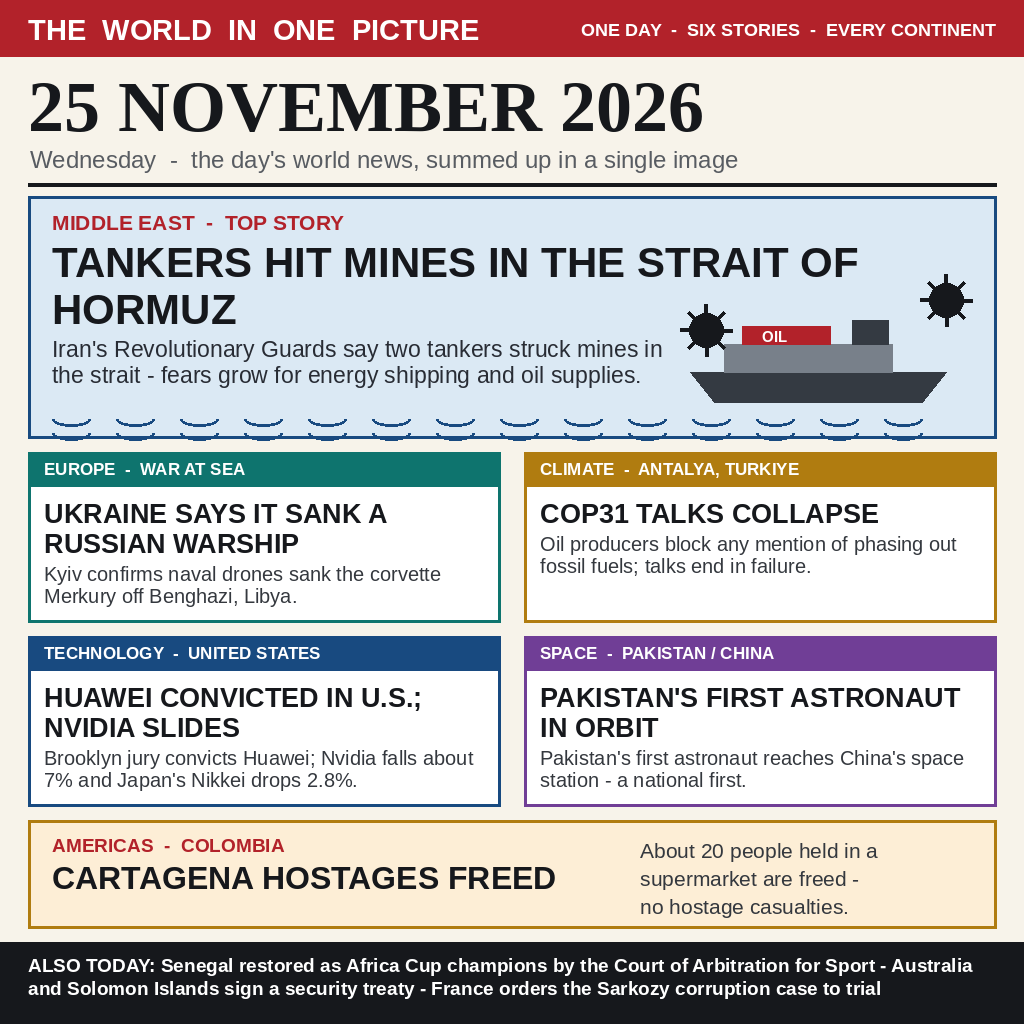 THE WORLD IN ONE PICTURE
ONE DAY - SIX STORIES - EVERY CONTINENT
25 NOVEMBER 2026
Wednesday - the day's world news, summed up in a single image
MIDDLE EAST - TOP STORY
TANKERS HIT MINES IN THE STRAIT OF
HORMUZ
Iran's Revolutionary Guards say two tankers struck mines in
the strait - fears grow for energy shipping and oil supplies.
OIL
EUROPE - WAR AT SEA
UKRAINE SAYS IT SANK A
RUSSIAN WARSHIP
Kyiv confirms naval drones sank the corvette
Merkury off Benghazi, Libya.
CLIMATE - ANTALYA, TURKIYE
COP31 TALKS COLLAPSE
Oil producers block any mention of phasing out
fossil fuels; talks end in failure.
TECHNOLOGY - UNITED STATES
HUAWEI CONVICTED IN U.S.;
NVIDIA SLIDES
Brooklyn jury convicts Huawei; Nvidia falls about
7% and Japan's Nikkei drops 2.8%.
SPACE - PAKISTAN / CHINA
PAKISTAN'S FIRST ASTRONAUT
IN ORBIT
Pakistan's first astronaut reaches China's space
station - a national first.
AMERICAS - COLOMBIA
CARTAGENA HOSTAGES FREED
About 20 people held in a
supermarket are freed -
no hostage casualties.
ALSO TODAY: Senegal restored as Africa Cup champions by the Court of Arbitration for Sport - Australia
and Solomon Islands sign a security treaty - France orders the Sarkozy corruption case to trial